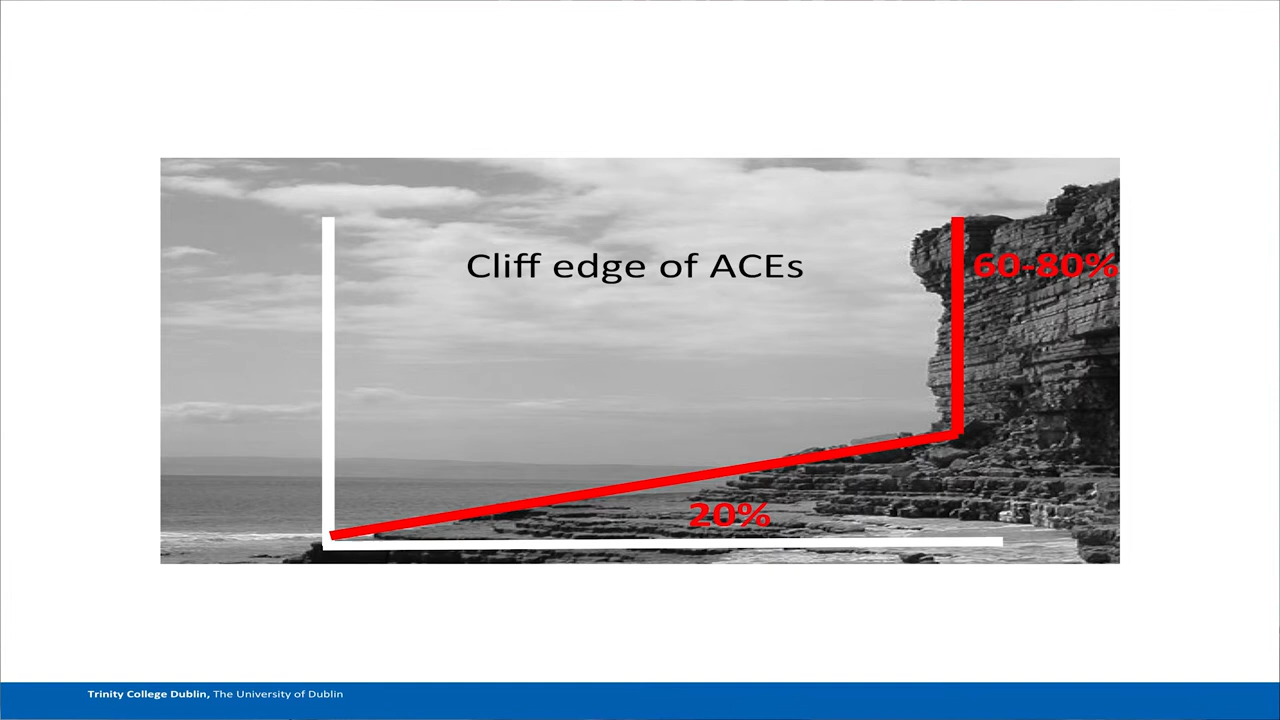 Cliff edge of ACEs
60-80%
20%
Trinity College Dublin, The University of Dublin